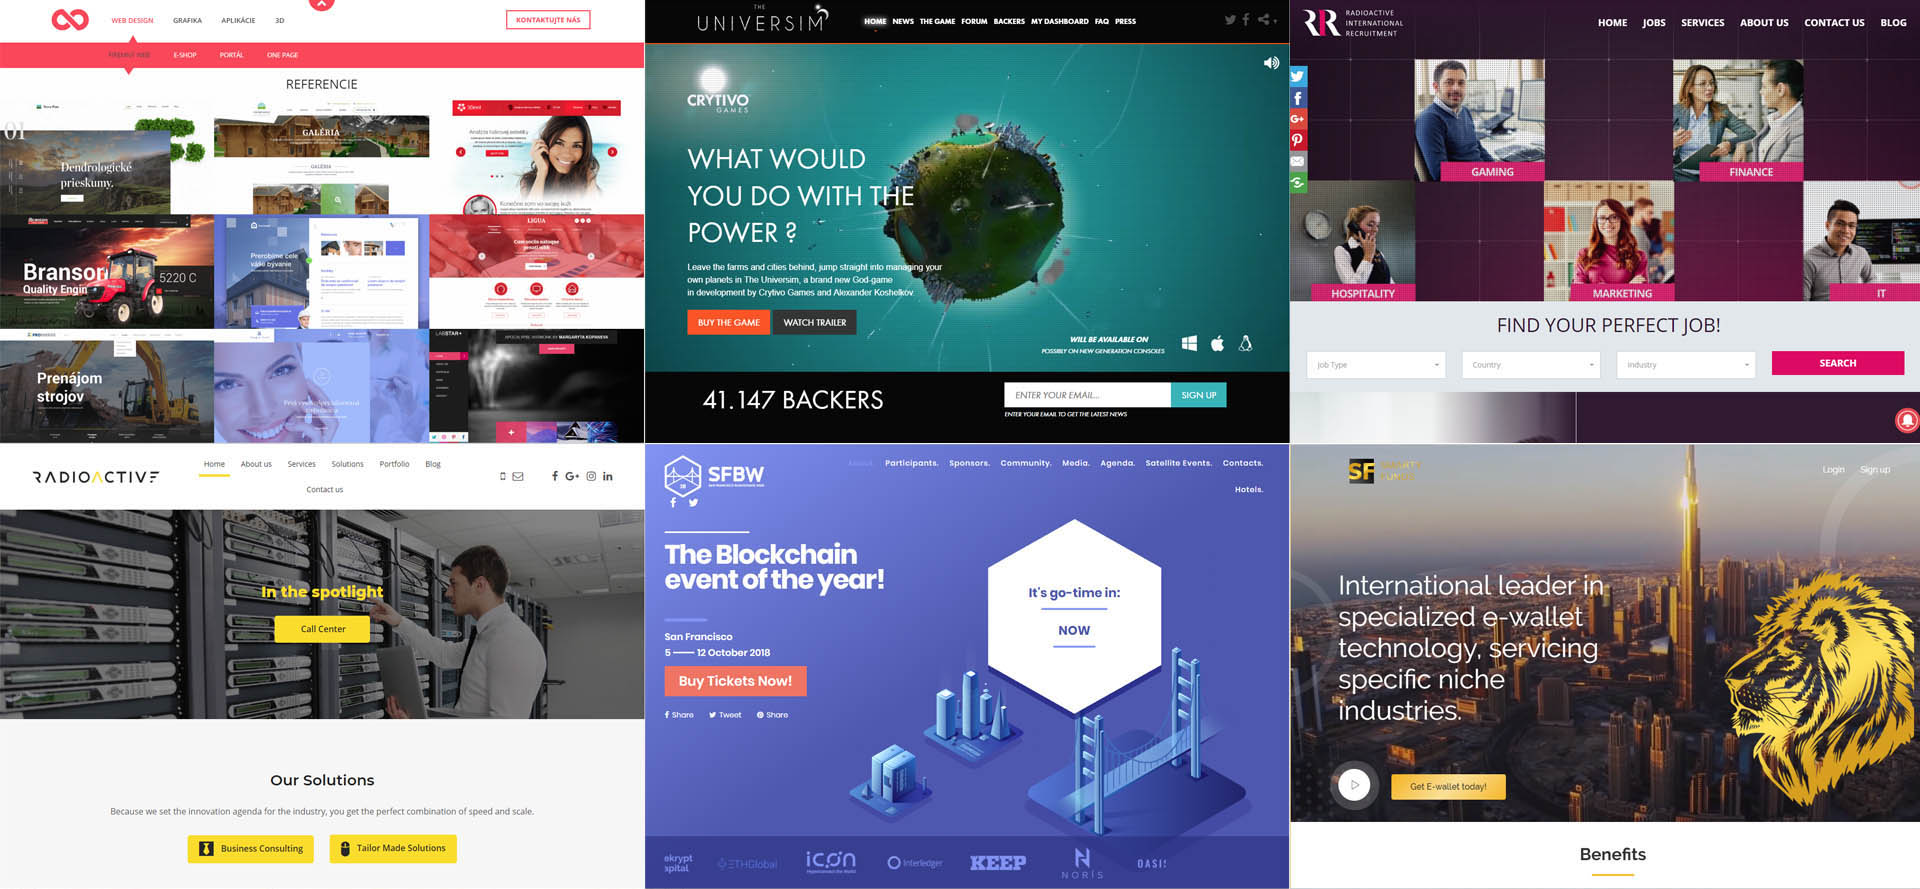 WEB DESIGN
GRAFIKA
APLIKÁCIE
3D
KONTAKTUJTE NÁS
FIREMNÝ WEB
E-SHOP
PORTÁL
ONE PAGE
REFERENCIE
01
Dendrologické
prieskumy.
GALÉRIA
GALÉRIA
Quality Engin
5220 C
Prerobíme celé
vaše bývanie
LIGUA
Prenájom
strojov
LABSTAR+
THE
UNIVERSIM
HOME
NEWS
THE GAME
FORUM
BACKERS
MY DASHBOARD
FAQ
PRESS
CRYTIVO
GAMES
WHAT WOULD
YOU DO WITH THE
POWER ?
Leave the farms and cities behind, jump straight into managing your
own planets in The Universim, a brand new God-game
in development by Crytivo Games and Alexander Koshelkov.
BUY THE GAME
WATCH TRAILER
WILL BE AVAILABLE ON
POSSIBLY ON NEW GENERATION CONSOLES
41.147 BACKERS
ENTER YOUR EMAIL...
SIGN UP
ENTER YOUR EMAIL TO GET THE LATEST NEWS
RR
RADIOACTIVE
INTERNATIONAL
RECRUITMENT
HOME
JOBS
SERVICES
ABOUT US
CONTACT US
BLOG
GAMING
FINANCE
HOSPITALITY
MARKETING
IT
FIND YOUR PERFECT JOB!
Job Type
Country
Industry
SEARCH
RADIOACTIVE
Home
About us
Services
Solutions
Portfolio
Blog
Contact us
In the spotlight
Call Center
Our Solutions
Because we set the innovation agenda for the industry, you get the perfect combination of speed and scale.
Business Consulting
Tailor Made Solutions
SFBW
About.
Participants.
Sponsors.
Community.
Media.
Agenda.
Satellite Events.
Contacts.
Hotels.
The Blockchain
event of the year!
San Francisco
5 — 12 October 2018
Buy Tickets Now!
Share
Tweet
Share
It's go-time in:
NOW
ekrypt
apital
ETHGlobal
icon
Interledger
KEEP
NORIS
OASIS
SF
Login
Sign up
International leader in
specialized e-wallet
technology, servicing
specific niche
industries.
Get E-wallet today!
Benefits